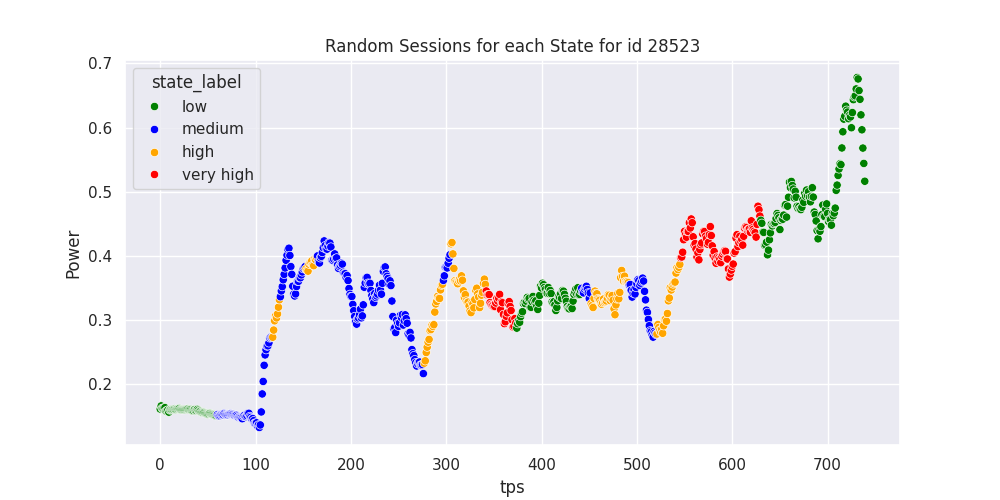 Random Sessions for each State for id 28523
0.7
0.6
0.5
0.4
0.3
0.2
Power
state_label
low
medium
high
very high
0 100 200 300 400 500 600 700
tps